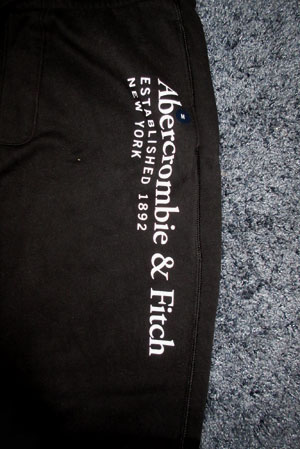 Abercrombie & Fitch
ESTABLISHED 1892
NEW YORK